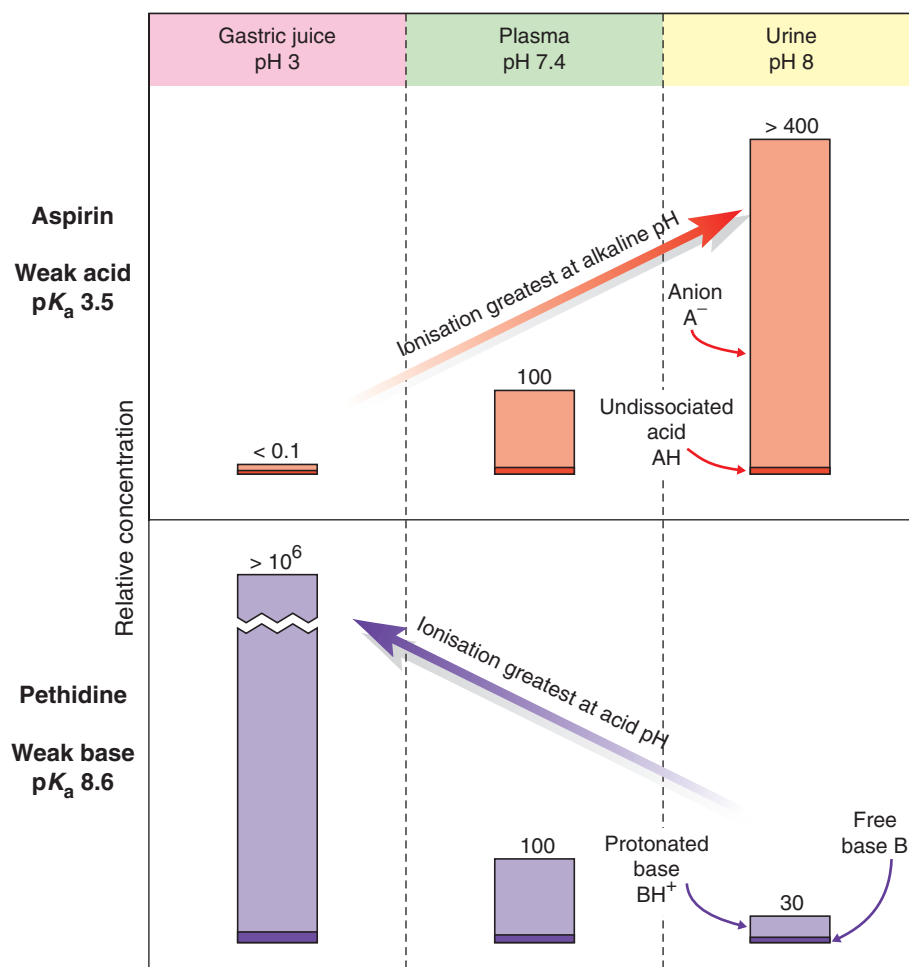 Gastric juice
pH 3
Plasma
pH 7.4
Urine
pH 8
Aspirin
Weak acid
pKa 3.5
Relative concentration
< 0.1
100
> 400
Ionisation greatest at alkaline pH
Anion
A−
Undissociated
acid
AH
Pethidine
Weak base
pKa 8.6
> 10⁶
100
30
Ionisation greatest at acid pH
Protonated
base
BH⁺
Free
base B